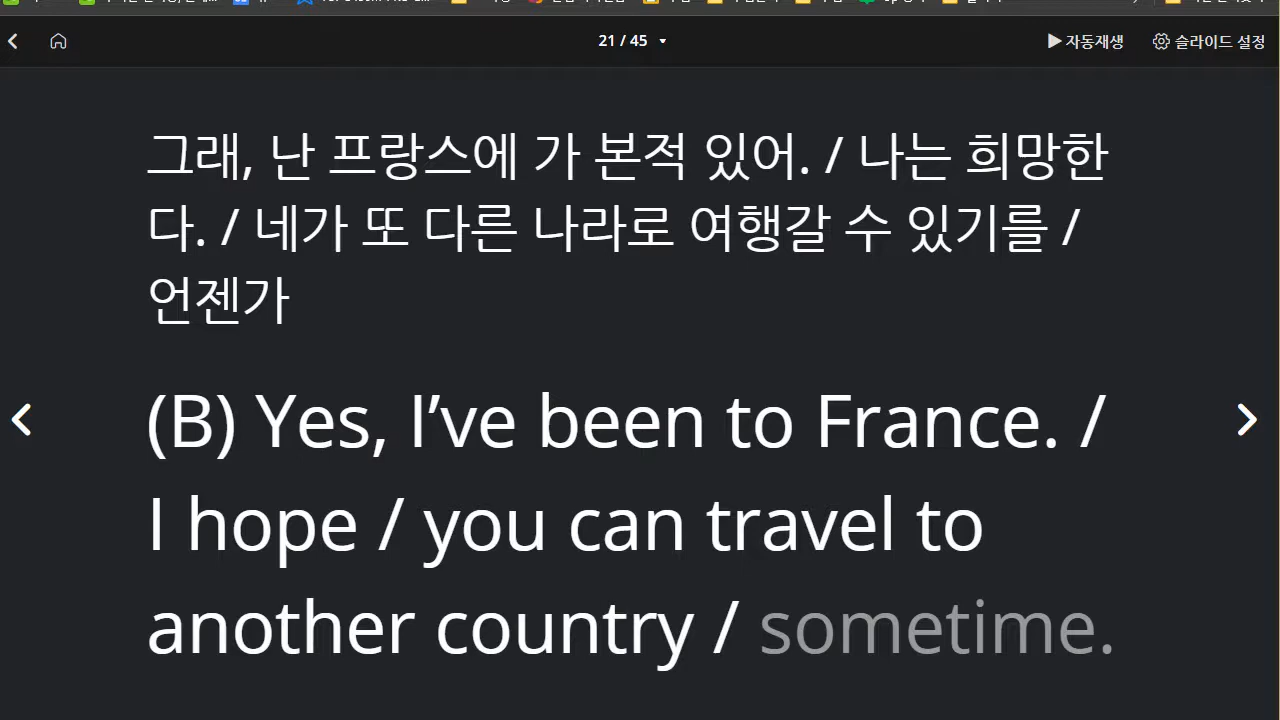 21 / 45
자동재생
슬라이드 설정
그래, 난 프랑스에 가 본적 있어. / 나는 희망한
다. / 네가 또 다른 나라로 여행갈 수 있기를 /
언젠가
(B) Yes, I’ve been to France. /
I hope / you can travel to
another country / sometime.